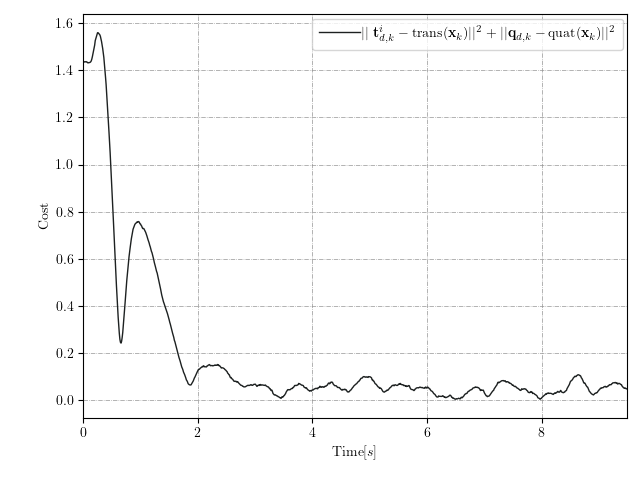 || t^i_{d,k} − trans(x_k)||² + ||q_{d,k} − quat(x_k)||²
1.6
1.4
1.2
1.0
0.8
0.6
0.4
0.2
0.0
Cost
0 2 4 6 8
Time[s]